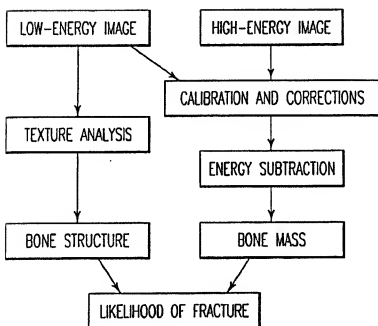 LOW-ENERGY IMAGE
HIGH-ENERGY IMAGE
CALIBRATION AND CORRECTIONS
TEXTURE ANALYSIS
ENERGY SUBTRACTION
BONE STRUCTURE
BONE MASS
LIKELIHOOD OF FRACTURE